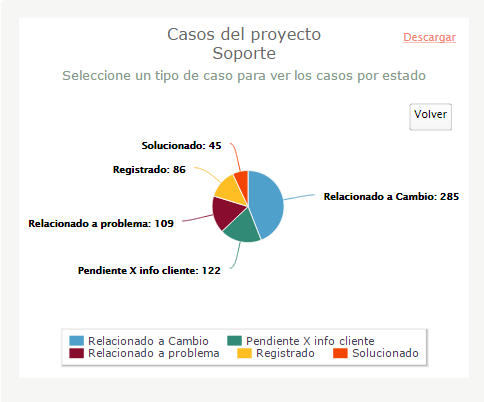 Casos del proyecto
Soporte
Descargar
Seleccione un tipo de caso para ver los casos por estado
Volver
Solucionado: 45
Registrado: 86
Relacionado a Cambio: 285
Relacionado a problema: 109
Pendiente X info cliente: 122
Relacionado a Cambio Pendiente X info cliente
Relacionado a problema Registrado Solucionado